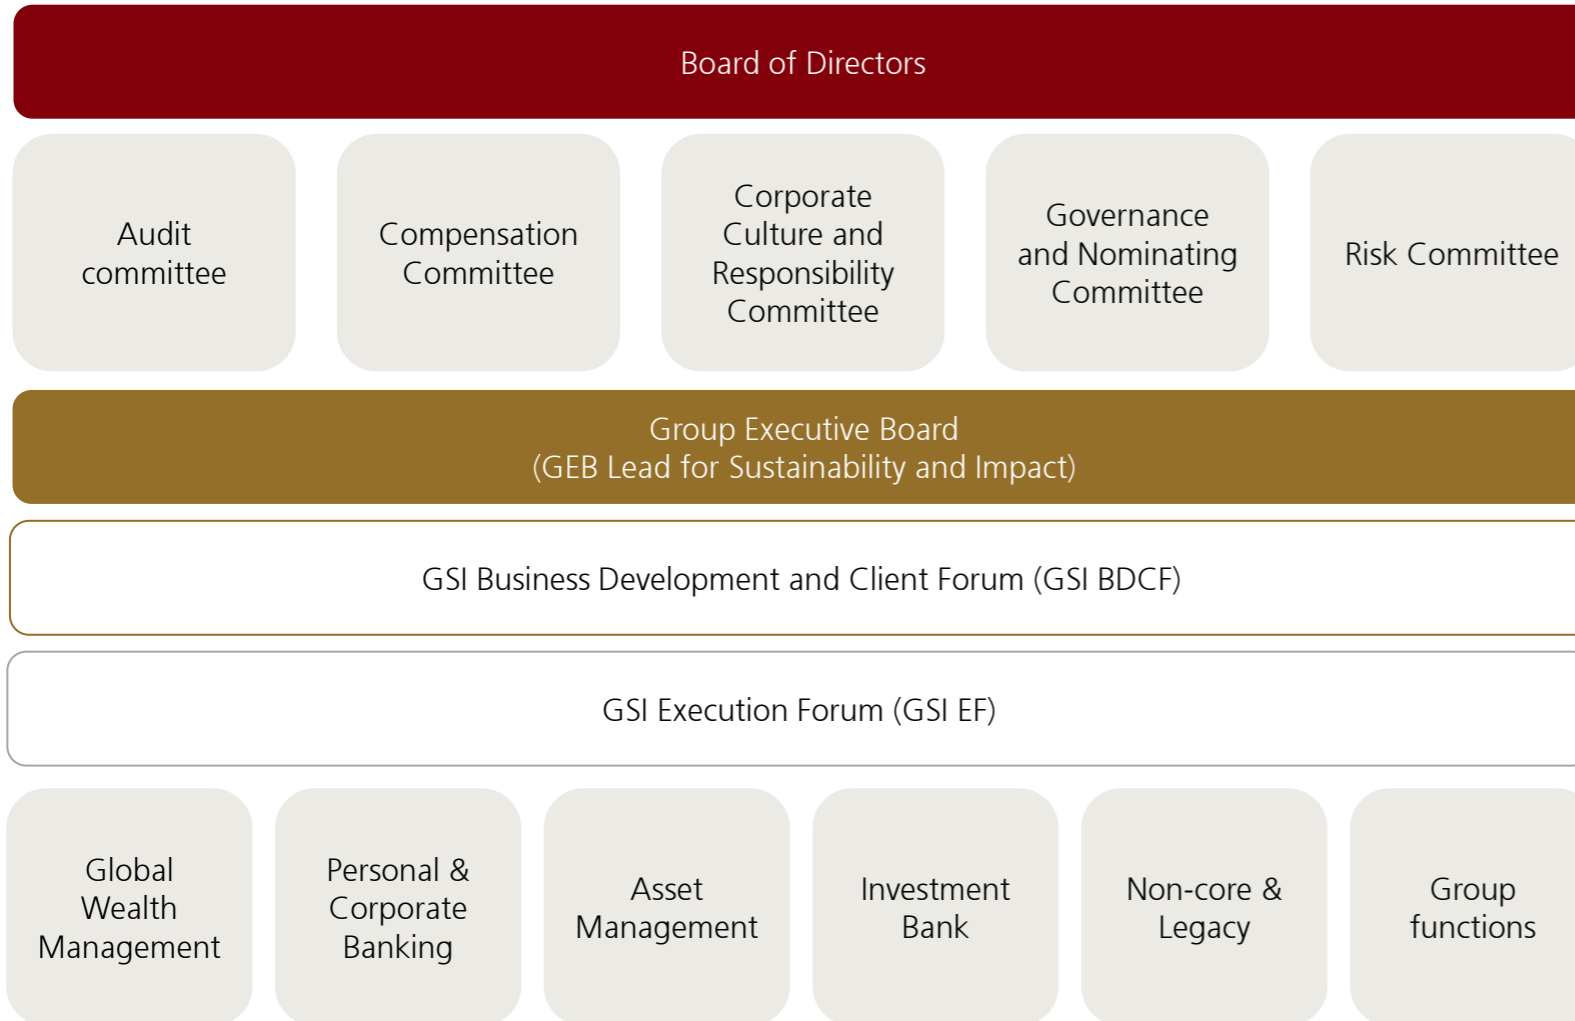 Board of Directors
Audit
committee
Compensation
Committee
Corporate
Culture and
Responsibility
Committee
Governance
and Nominating
Committee
Risk Committee
Group Executive Board
(GEB Lead for Sustainability and Impact)
GSI Business Development and Client Forum (GSI BDCF)
GSI Execution Forum (GSI EF)
Global
Wealth
Management
Personal &
Corporate
Banking
Asset
Management
Investment
Bank
Non-core &
Legacy
Group
functions